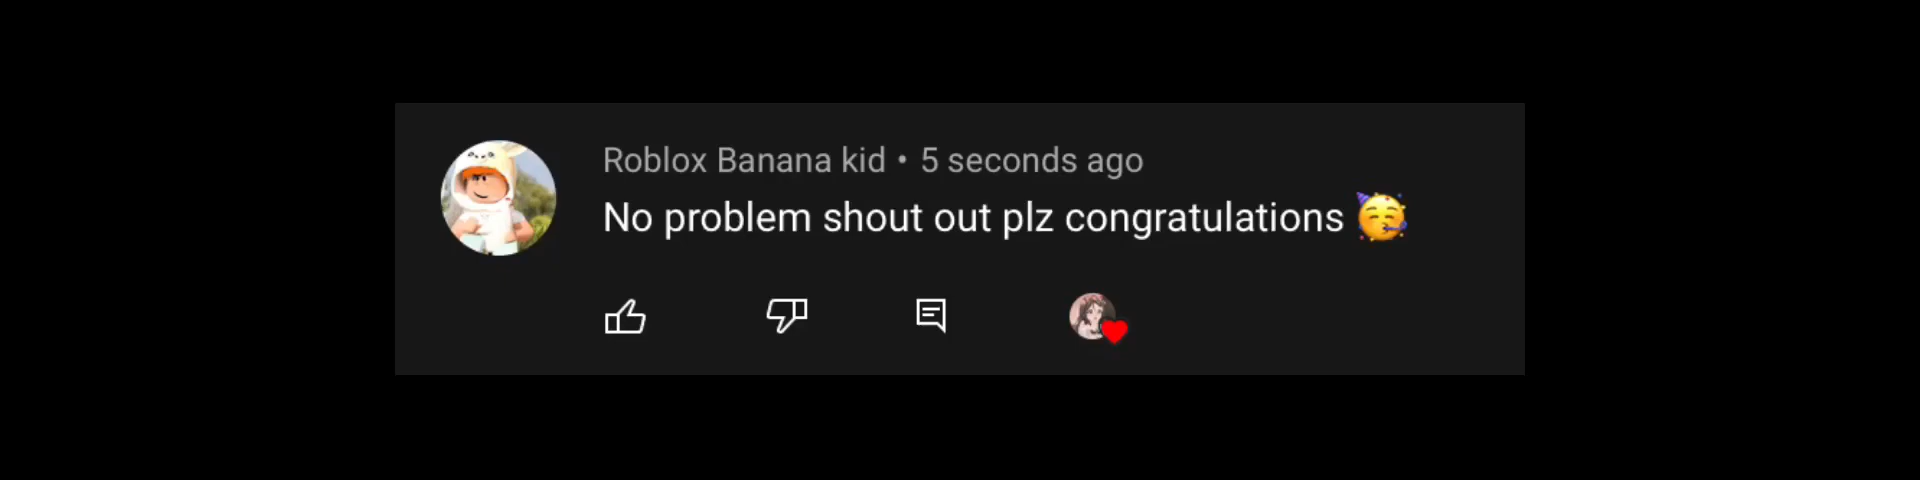 Roblox Banana kid • 5 seconds ago
No problem shout out plz congratulations 🥳